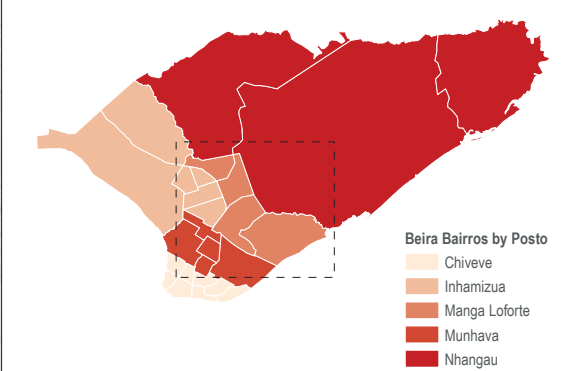 Beira Bairros by Posto
Chiveve
Inhamizua
Manga Loforte
Munhava
Nhangau